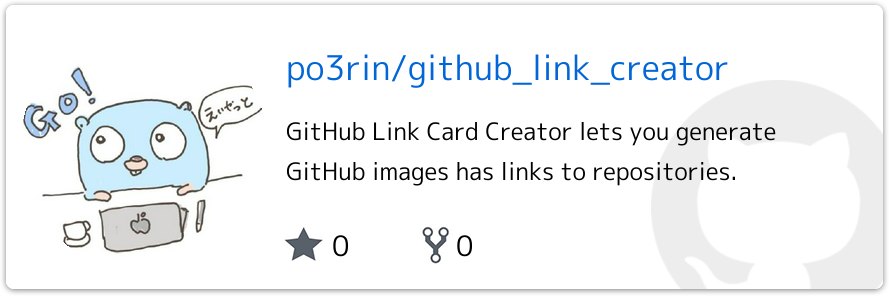 po3rin/github_link_creator
GO!
えいやっと
GitHub Link Card Creator lets you generate
GitHub images has links to repositories.
0 0